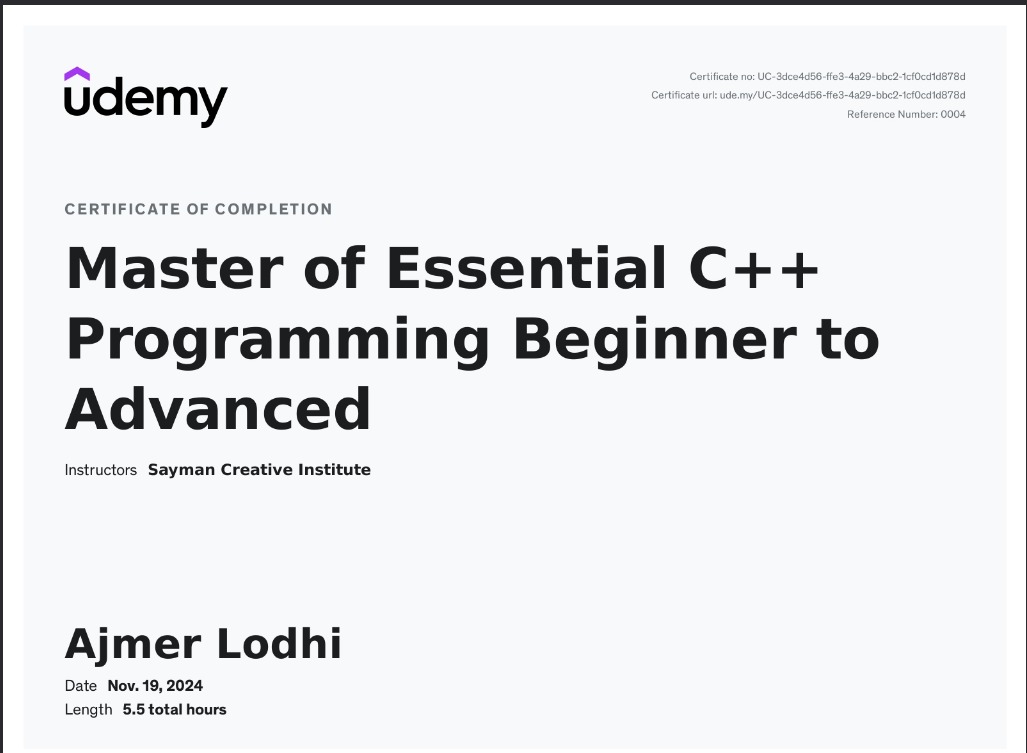 udemy
Certificate no: UC-3dce4d56-ffe3-4a29-bbc2-1cf0cd1d878d
Certificate url: ude.my/UC-3dce4d56-ffe3-4a29-bbc2-1cf0cd1d878d
Reference Number: 0004
CERTIFICATE OF COMPLETION
Master of Essential C++
Programming Beginner to
Advanced
Instructors Sayman Creative Institute
Ajmer Lodhi
Date Nov. 19, 2024
Length 5.5 total hours